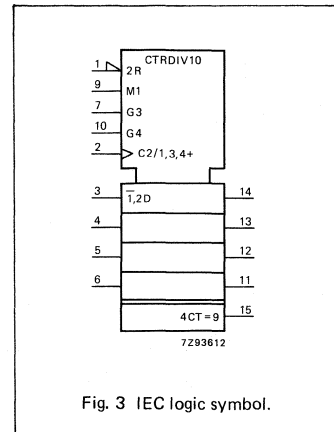 CTRDIV10
1 2R
9 M1
7 G3
10 G4
2 C2/1,3,4+
3 1̅,2D 14
4 13
5 12
6 11
4CT=9 15
7Z93612
Fig. 3 IEC logic symbol.